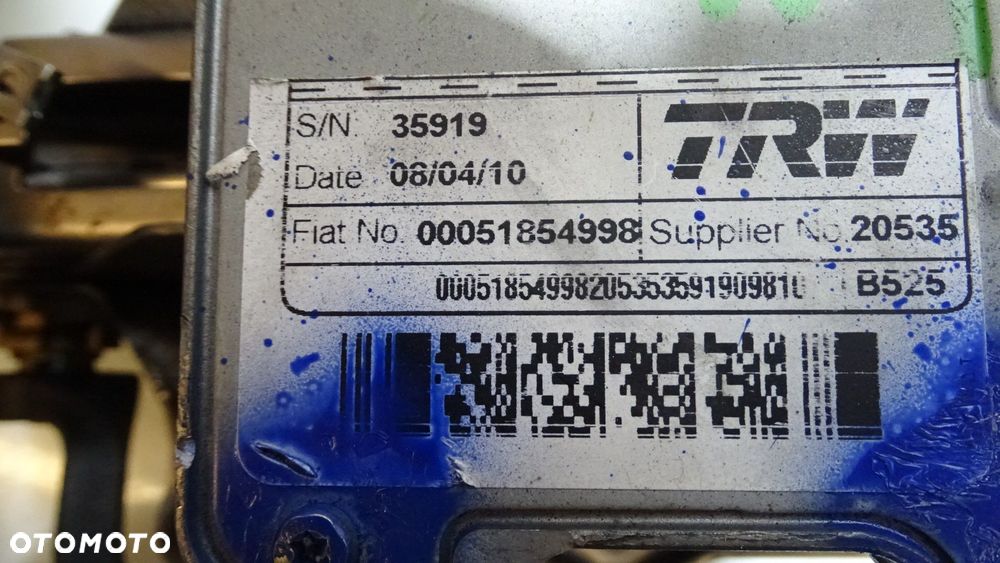 S/N 35919
TRW
Date 08/04/10
Fiat No. 00051854998 Supplier No. 20535
00051854998205353591909810 B525
OTOMOTO